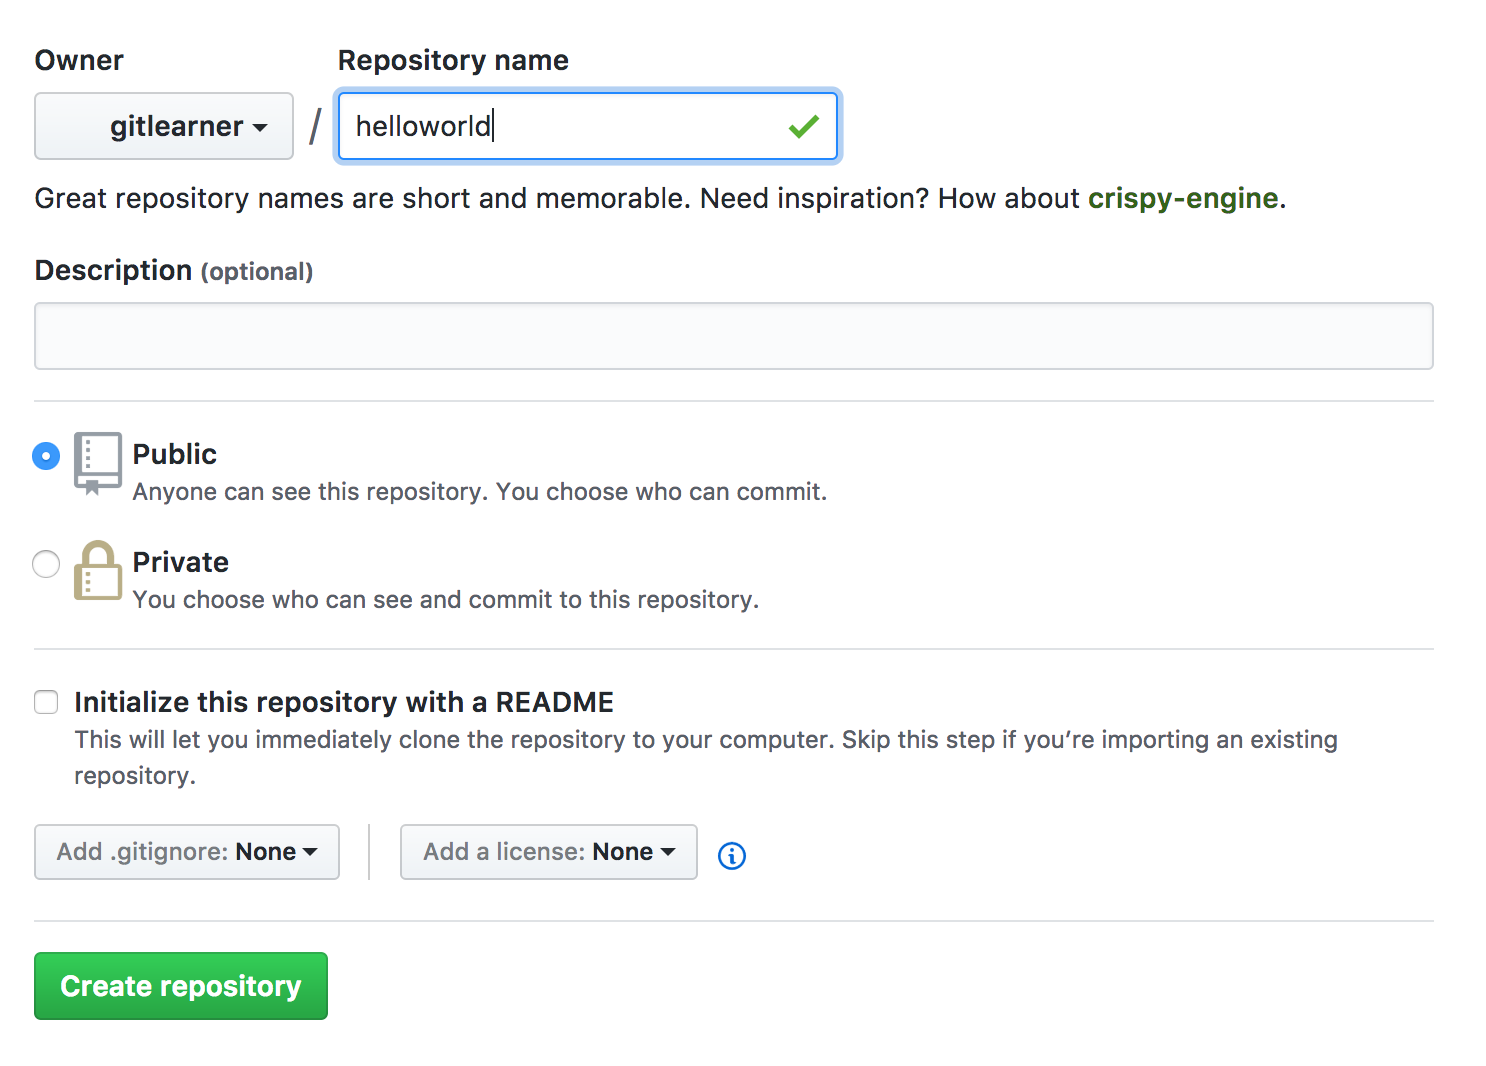 Owner Repository name
gitlearner / helloworld
Great repository names are short and memorable. Need inspiration? How about crispy-engine.
Description (optional)
Public
Anyone can see this repository. You choose who can commit.
Private
You choose who can see and commit to this repository.
Initialize this repository with a README
This will let you immediately clone the repository to your computer. Skip this step if you’re importing an existing
repository.
Add .gitignore: None Add a license: None
Create repository